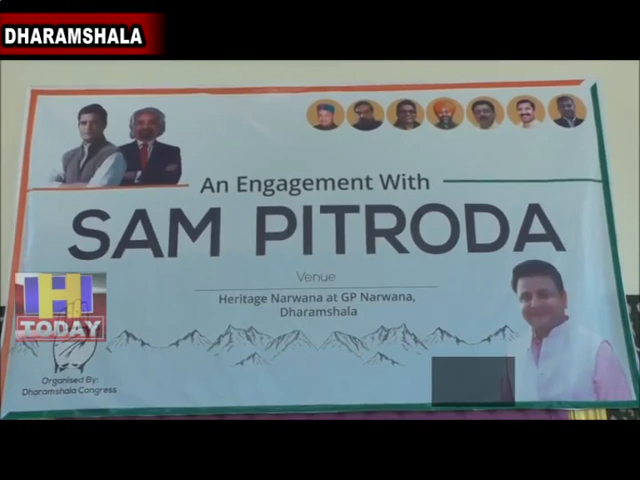 DHARAMSHALA
An Engagement With
SAM PITRODA
Venue
Heritage Narwana at GP Narwana,
Dharamshala
H
TODAY
Organised By:
Dharamshala Congress